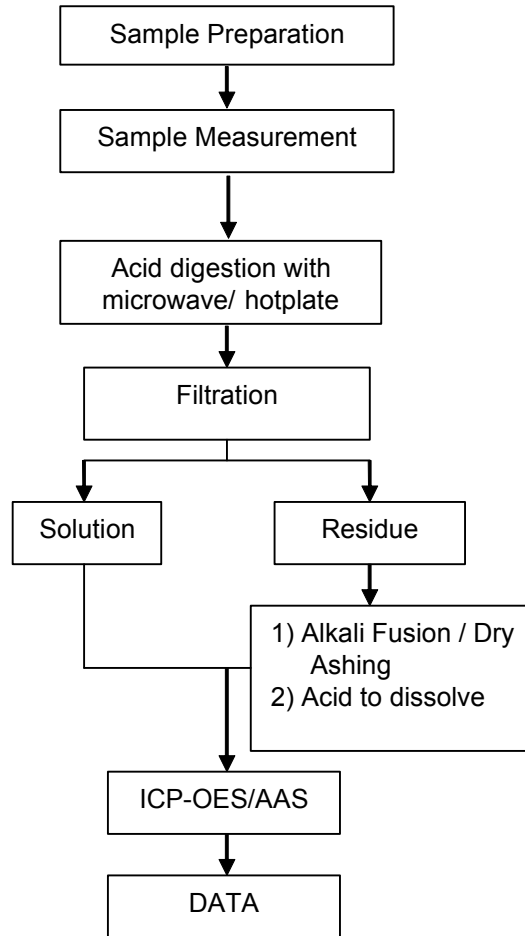 Sample Preparation
Sample Measurement
Acid digestion with
microwave/ hotplate
Filtration
Solution
Residue
1) Alkali Fusion / Dry
Ashing
2) Acid to dissolve
ICP-OES/AAS
DATA